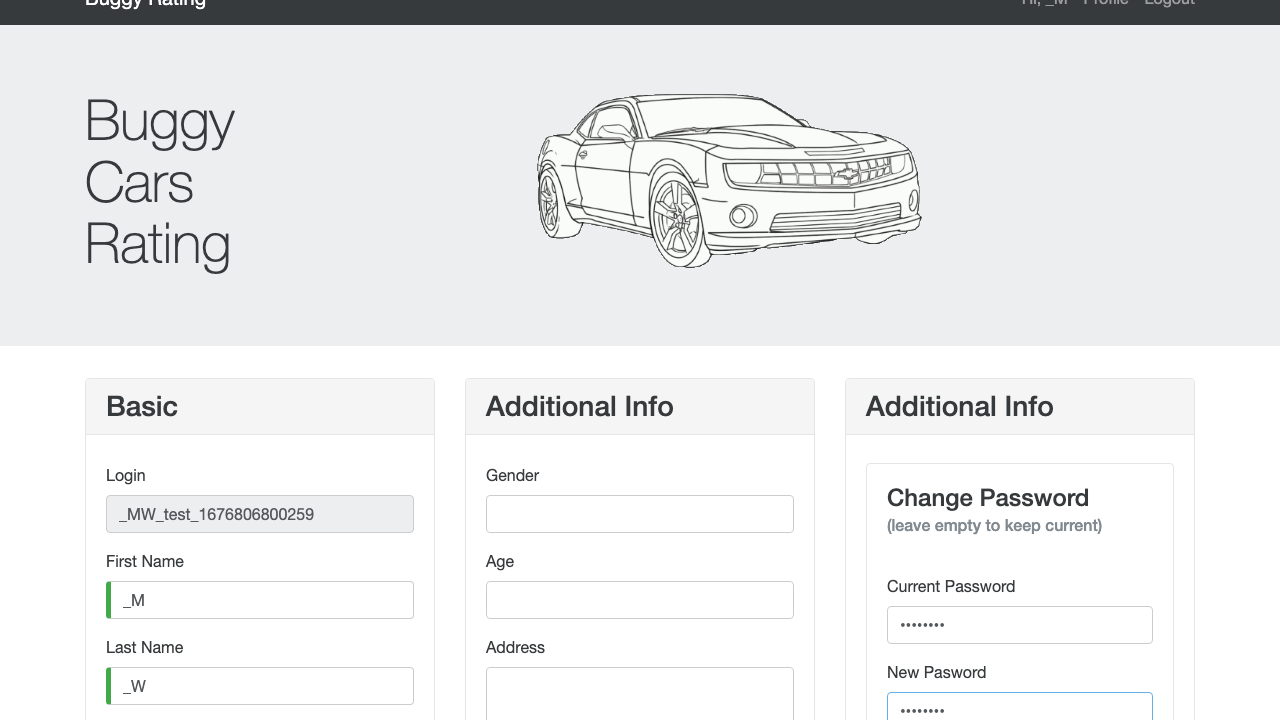 Buggy Rating
Hi, _M Profile Logout
Buggy
Cars
Rating
Basic
Login
_MW_test_1676806800259
First Name
_M
Last Name
_W
Additional Info
Gender
Age
Address
Additional Info
Change Password
(leave empty to keep current)
Current Password
••••••••
New Pasword
••••••••